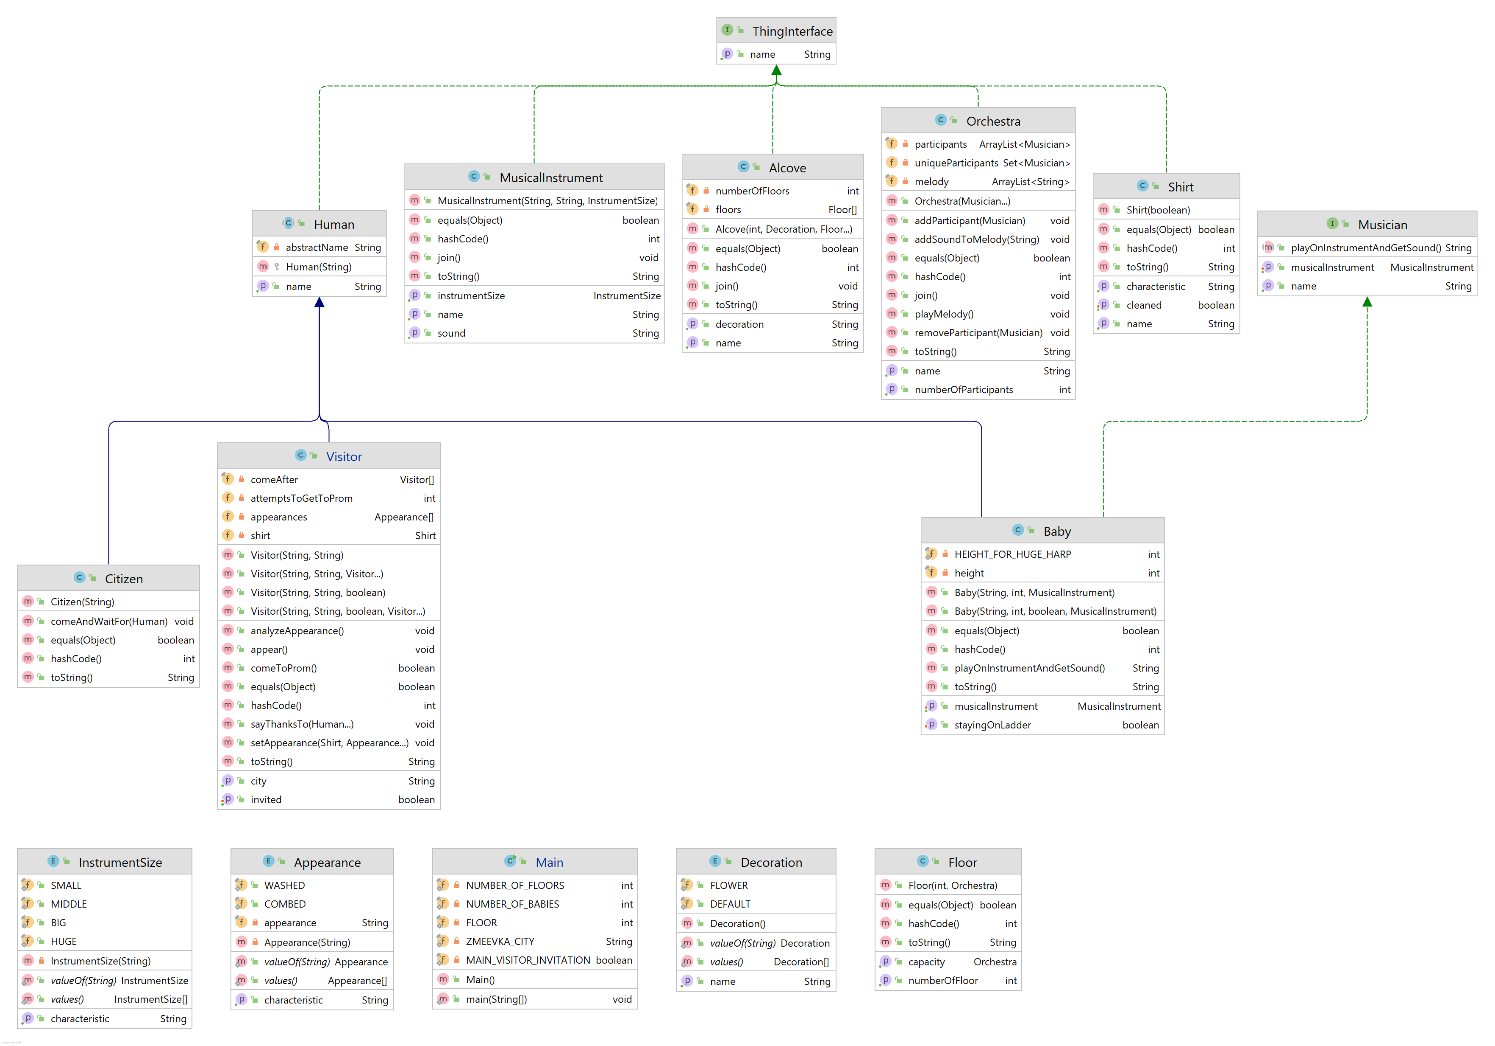 ThingInterface
name String
Human
abstractName String
Human(String)
name String
MusicalInstrument
MusicalInstrument(String, String, InstrumentSize)
equals(Object) boolean
hashCode() int
join() void
toString() String
instrumentSize InstrumentSize
name String
sound String
Alcove
numberOfFloors int
floors Floor[]
Alcove(int, Decoration, Floor...)
equals(Object) boolean
hashCode() int
join() void
toString() String
decoration String
name String
Orchestra
participants ArrayList<Musician>
uniqueParticipants Set<Musician>
melody ArrayList<String>
Orchestra(Musician...)
addParticipant(Musician) void
addSoundToMelody(String) void
equals(Object) boolean
hashCode() int
join() void
playMelody() void
removeParticipant(Musician) void
toString() String
name String
numberOfParticipants int
Shirt
Shirt(boolean)
equals(Object) boolean
hashCode() int
toString() String
characteristic String
cleaned boolean
name String
Musician
playOnInstrumentAndGetSound() String
musicalInstrument MusicalInstrument
name String
Citizen
Citizen(String)
comeAndWaitFor(Human) void
equals(Object) boolean
hashCode() int
toString() String
Visitor
comeAfter Visitor[]
attemptsToGetToProm int
appearances Appearance[]
shirt Shirt
Visitor(String, String)
Visitor(String, String, Visitor...)
Visitor(String, String, boolean)
Visitor(String, String, boolean, Visitor...)
analyzeAppearance() void
appear() void
comeToProm() boolean
equals(Object) boolean
hashCode() int
sayThanksTo(Human...) void
setAppearance(Shirt, Appearance...) void
toString() String
city String
invited boolean
Baby
HEIGHT_FOR_HUGE_HARP int
height int
Baby(String, int, MusicalInstrument)
Baby(String, int, boolean, MusicalInstrument)
equals(Object) boolean
hashCode() int
playOnInstrumentAndGetSound() String
toString() String
musicalInstrument MusicalInstrument
stayingOnLadder boolean
InstrumentSize
SMALL
MIDDLE
BIG
HUGE
InstrumentSize(String)
valueOf(String) InstrumentSize
values() InstrumentSize[]
characteristic String
Appearance
WASHED
COMBED
appearance String
Appearance(String)
valueOf(String) Appearance
values() Appearance[]
characteristic String
Main
NUMBER_OF_FLOORS int
NUMBER_OF_BABIES int
FLOOR int
ZMEEVKA_CITY String
MAIN_VISITOR_INVITATION boolean
Main()
main(String[]) void
Decoration
FLOWER
DEFAULT
Decoration()
valueOf(String) Decoration
values() Decoration[]
name String
Floor
Floor(int, Orchestra)
equals(Object) boolean
hashCode() int
toString() String
capacity Orchestra
numberOfFloor int